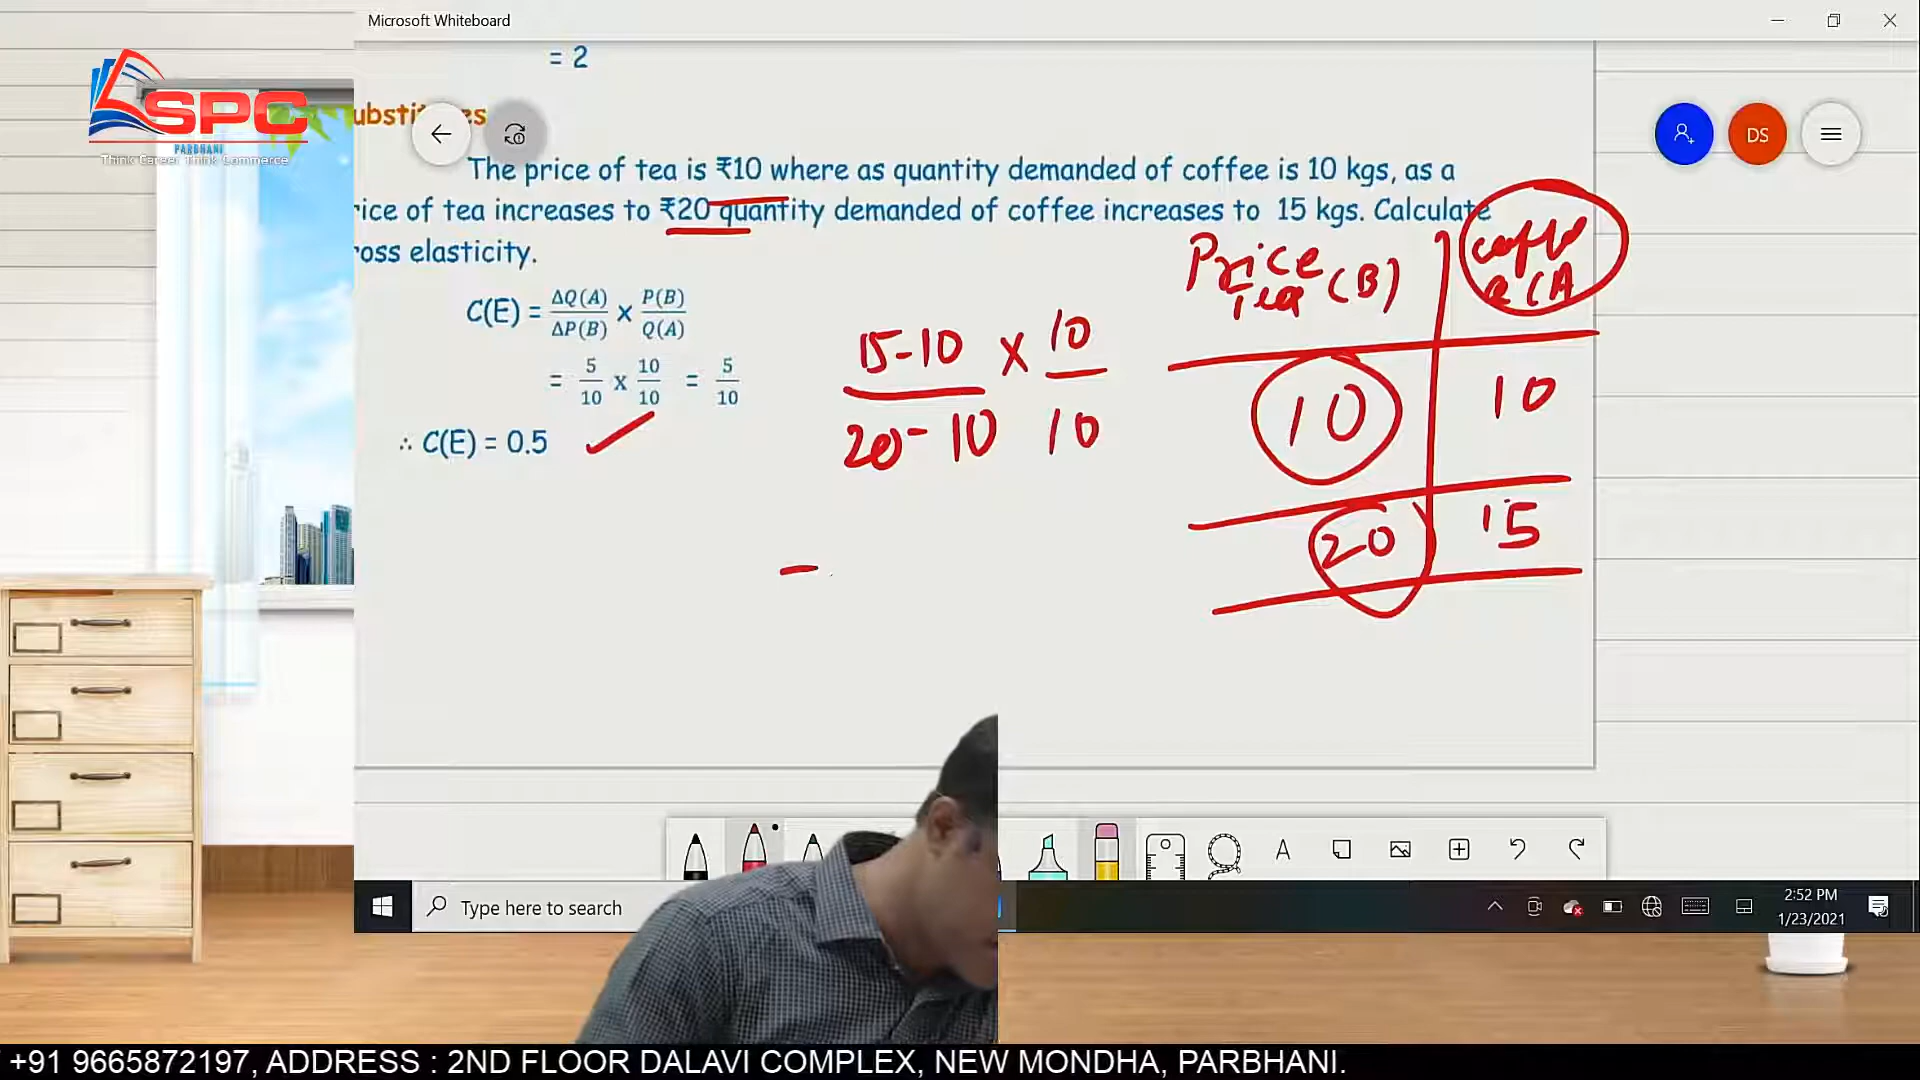 Microsoft Whiteboard
= 2
SPC
PARBHANI
Think Career Think Commerce
ubstitutes
The price of tea is ₹10 where as quantity demanded of coffee is 10 kgs, as a
rice of tea increases to ₹20 quantity demanded of coffee increases to 15 kgs. Calculate
ross elasticity.
DS
C(E) = ΔQ(A)/ΔP(B) x P(B)/Q(A)
= 5/10 x 10/10 = 5/10
∴ C(E) = 0.5
15-10 x 10
20-10 10
Price
Tea (B)
10 10
20 15
A
Type here to search
2:52 PM
1/23/2021
+91 9665872197, ADDRESS : 2ND FLOOR DALAVI COMPLEX, NEW MONDHA, PARBHANI.